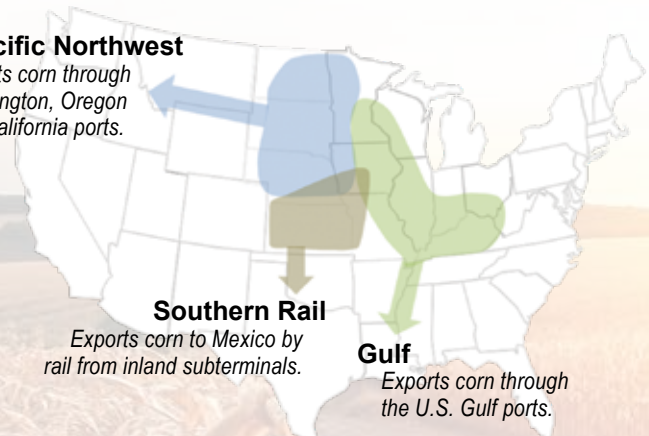 cific Northwest
ts corn through
ngton, Oregon
alifornia ports.
Southern Rail
Exports corn to Mexico by
rail from inland subterminals.
Gulf
Exports corn through
the U.S. Gulf ports.